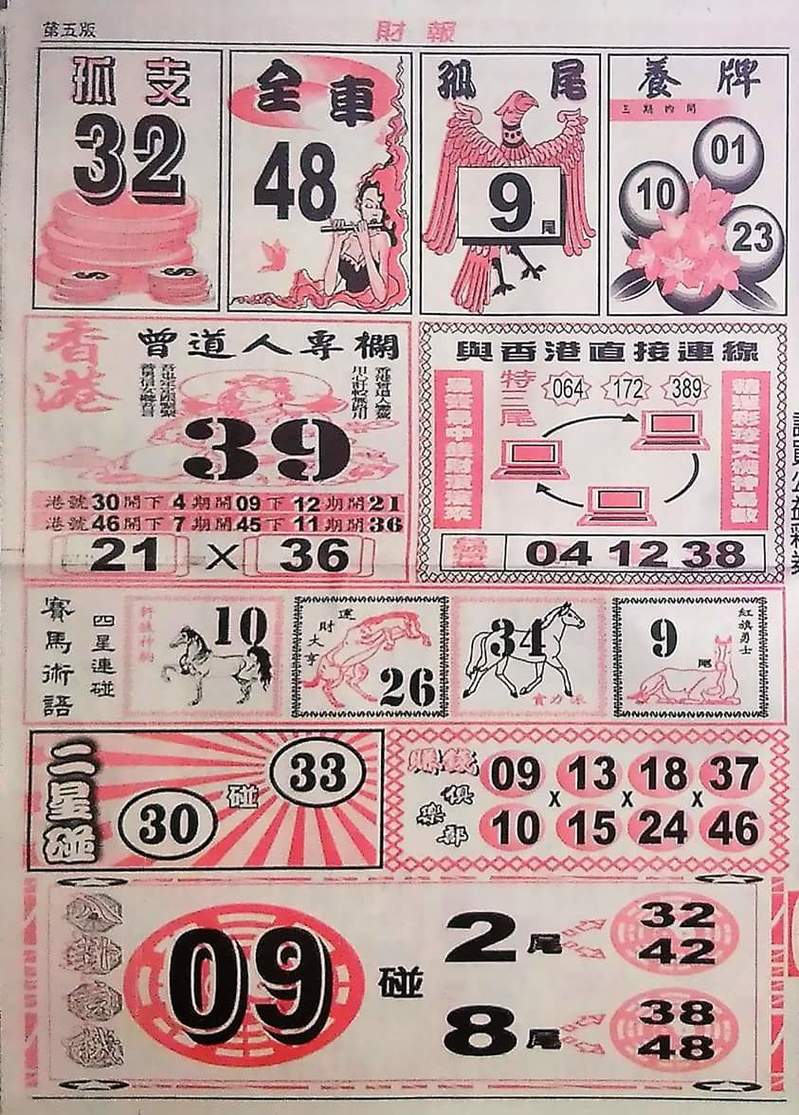 第五版
財報
孤支
32
全車
48
孤尾
9尾
養牌
三期內開
01
10
23
香港
曾道人專欄
39
港號30開下4期開09下12期開21
港號46開下7期開45下11期開36
21 X 36
與香港直接連線
特三尾
064 172 389
04 12 38
賽馬術語
四星連碰
10
財運大亨
26
34
實力派
紅旗勇士
9尾
二星碰
30 碰 33
賺錢俱樂部
09 x 13 x 18 x 37
10 15 24 46
八卦玄機
09 碰
2尾 32 42
8尾 38 48